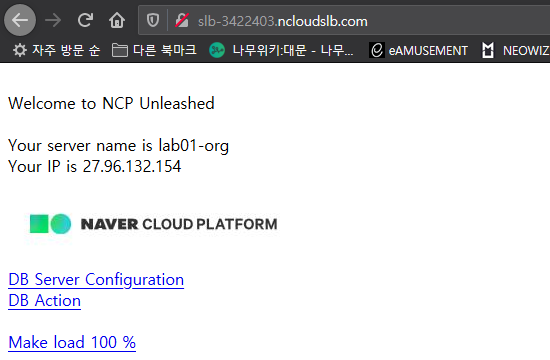 slb-3422403.ncloudslb.com
자주 방문 순 다른 북마크 나무위키:대문 - 나무... eAMUSEMENT NEOWIZ
Welcome to NCP Unleashed
Your server name is lab01-org
Your IP is 27.96.132.154
NAVER CLOUD PLATFORM
DB Server Configuration
DB Action
Make load 100 %